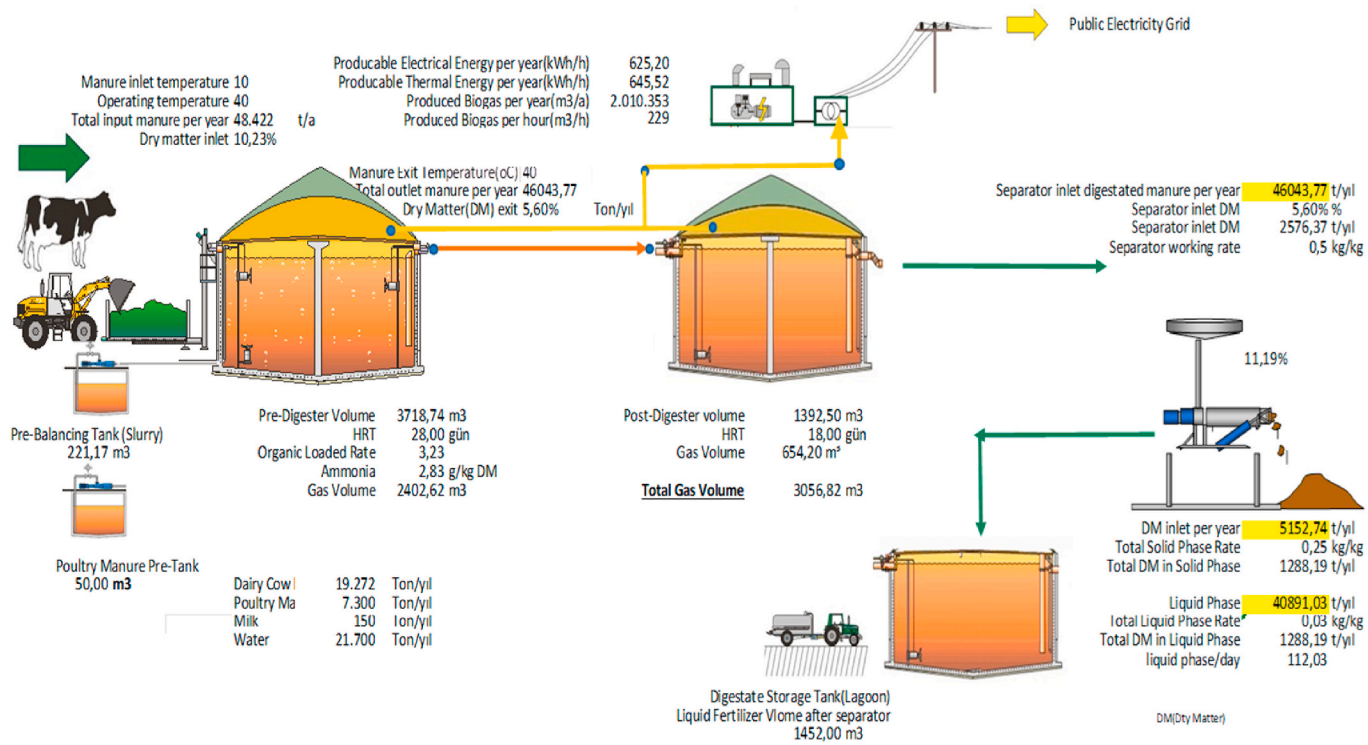 Public Electricity Grid
Manure inlet temperature 10
Operating temperature 40
Total input manure per year 48.422 t/a
Dry matter inlet 10,23%
Producable Electrical Energy per year(kWh/h) 625,20
Producable Thermal Energy per year(kWh/h) 645,52
Produced Biogas per year(m3/a) 2.010.353
Produced Biogas per hour(m3/h) 229
Manure Exit Temperature(oC) 40
Total outlet manure per year 46043,77
Dry Matter(DM) exit 5,60% Ton/yıl
Separator inlet digestated manure per year 46043,77 t/yıl
Separator inlet DM 5,60% %
Separator inlet DM 2576,37 t/yıl
Separator working rate 0,5 kg/kg
11,19%
Pre-Balancing Tank (Slurry)
221,17 m3
Pre-Digester Volume 3718,74 m3
HRT 28,00 gün
Organic Loaded Rate 3,23
Ammonia 2,83 g/kg DM
Gas Volume 2402,62 m3
Post-Digester volume 1392,50 m3
HRT 18,00 gün
Gas Volume 654,20 m³
Total Gas Volume 3056,82 m3
Poultry Manure Pre-Tank
50,00 m3
Dairy Cow 19.272 Ton/yıl
Poultry Ma 7.300 Ton/yıl
Milk 150 Ton/yıl
Water 21.700 Ton/yıl
DM inlet per year 5152,74 t/yıl
Total Solid Phase Rate 0,25 kg/kg
Total DM in Solid Phase 1288,19 t/yıl
Liquid Phase 40891,03 t/yıl
Total Liquid Phase Rate 0,03 kg/kg
Total DM in Liquid Phase 1288,19 t/yıl
liquid phase/day 112,03
Digestate Storage Tank(Lagoon)
Liquid Fertilizer Vlome after separator
1452,00 m3
DM(Dty Matter)